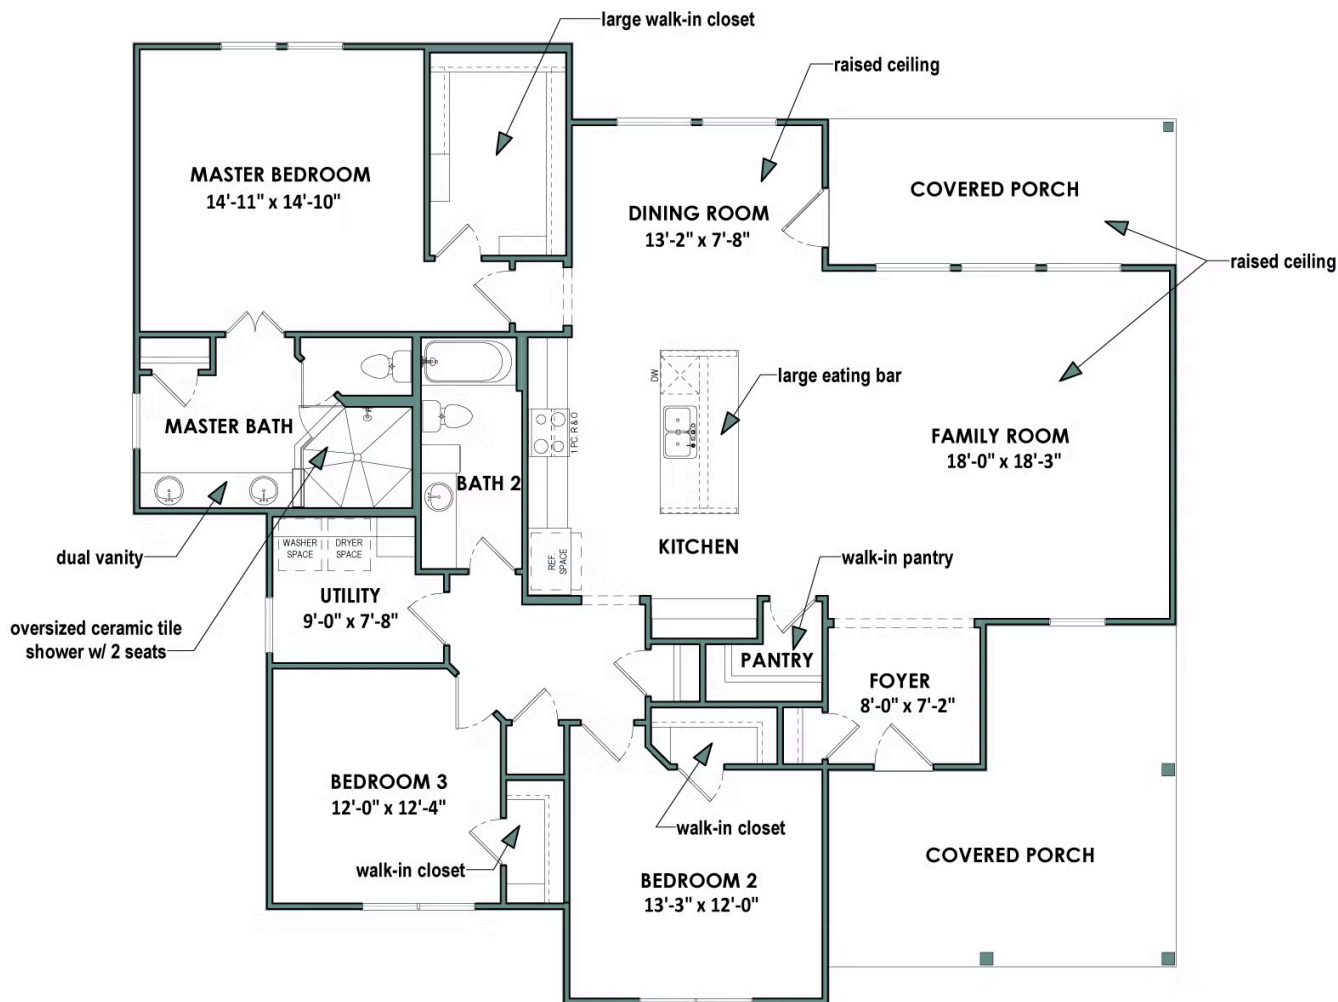 large walk-in closet
raised ceiling
MASTER BEDROOM
14'-11" x 14'-10"
COVERED PORCH
DINING ROOM
13'-2" x 7'-8"
raised ceiling
DW
large eating bar
1 PC. R & O
MASTER BATH
FAMILY ROOM
18'-0" x 18'-3"
BATH 2
dual vanity
WASHER
SPACE
DRYER
SPACE
REF.
SPACE
KITCHEN
walk-in pantry
UTILITY
9'-0" x 7'-8"
oversized ceramic tile
shower w/ 2 seats
PANTRY
FOYER
8'-0" x 7'-2"
BEDROOM 3
12'-0" x 12'-4"
walk-in closet
walk-in closet
COVERED PORCH
BEDROOM 2
13'-3" x 12'-0"